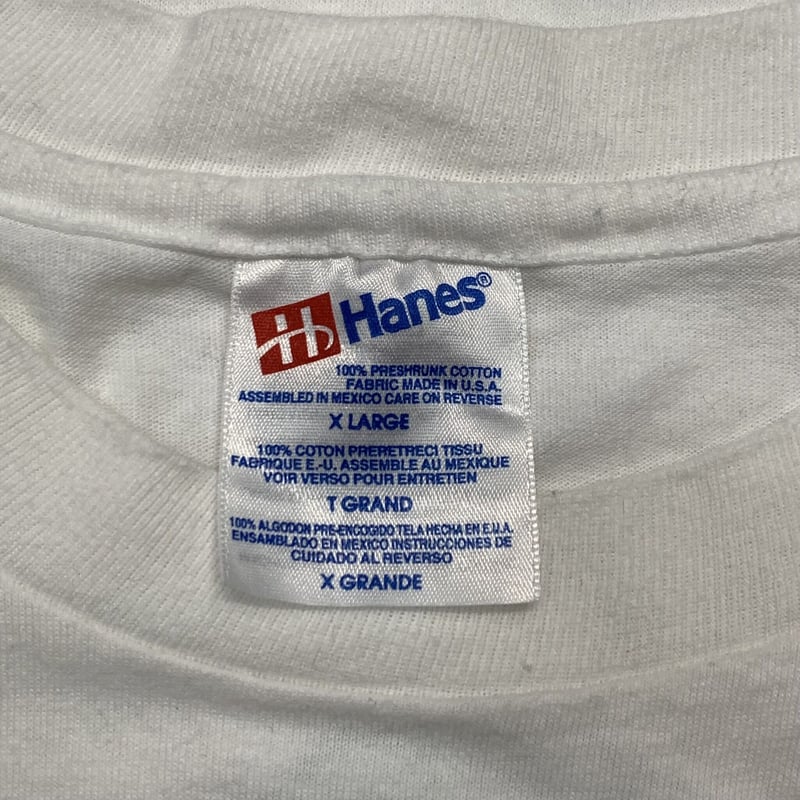 Hb Hanes®
100% PRESHRUNK COTTON
FABRIC MADE IN U.S.A.
ASSEMBLED IN MEXICO CARE ON REVERSE
X LARGE
100% COTON PRERETRECI TISSU
FABRIQUE E.-U. ASSEMBLE AU MEXIQUE
VOIR VERSO POUR ENTRETIEN
T GRAND
100% ALGODON PRE-ENCOGIDO TELA HECHA EN E.U.A.
ENSAMBLADO EN MEXICO INSTRUCCIONES DE
CUIDADO AL REVERSO
X GRANDE